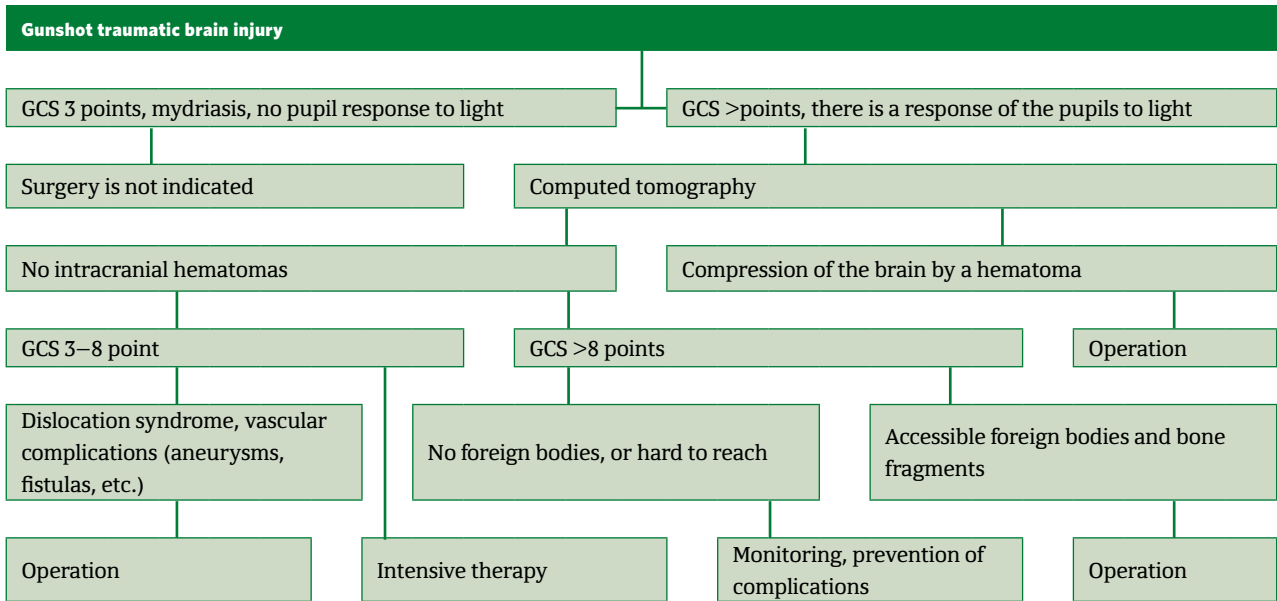 Gunshot traumatic brain injury
GCS 3 points, mydriasis, no pupil response to light
GCS >points, there is a response of the pupils to light
Surgery is not indicated
Computed tomography
No intracranial hematomas
Compression of the brain by a hematoma
GCS 3–8 point
GCS >8 points
Operation
Dislocation syndrome, vascular
complications (aneurysms,
fistulas, etc.)
No foreign bodies, or hard to reach
Accessible foreign bodies and bone
fragments
Operation
Intensive therapy
Monitoring, prevention of
complications
Operation